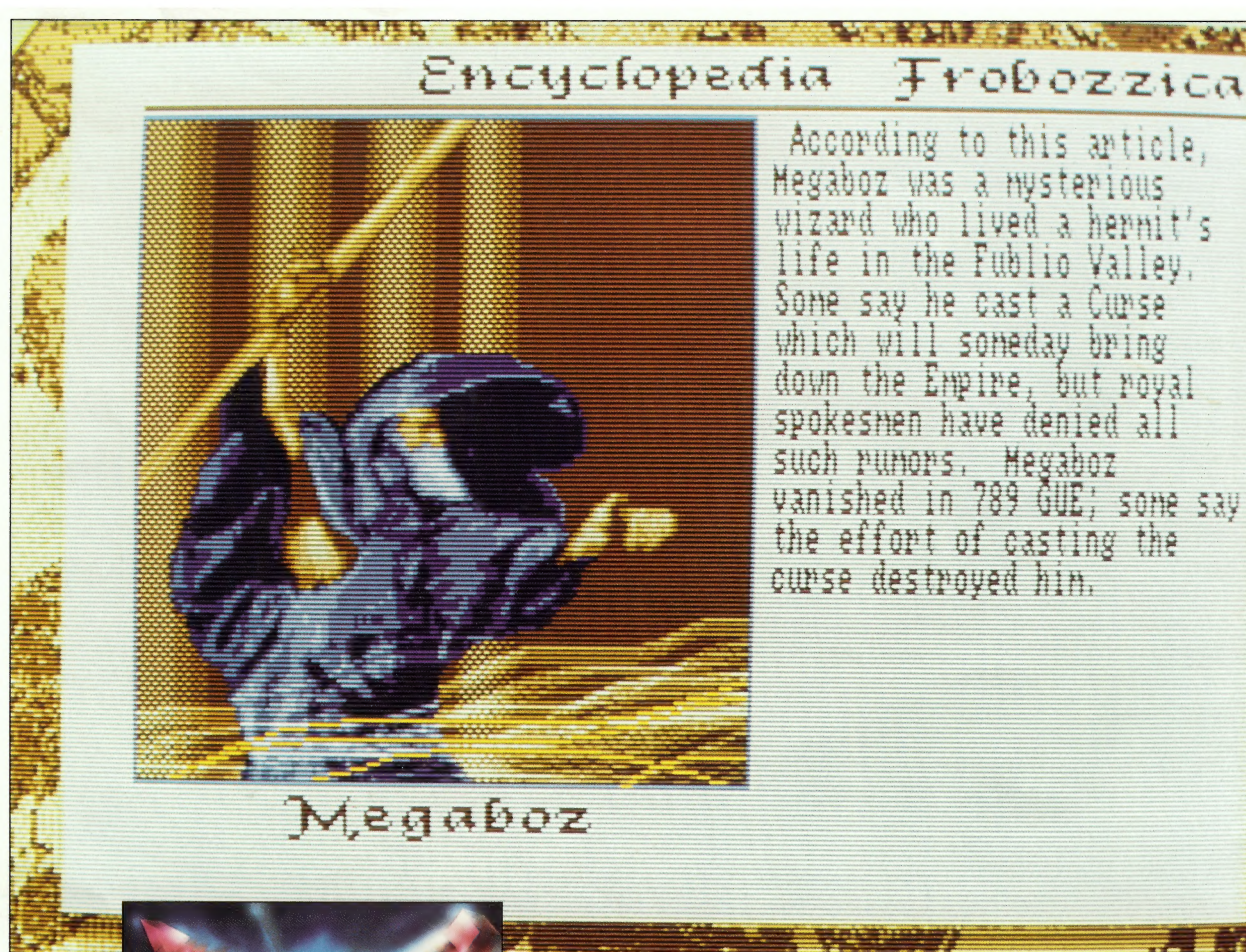 Encyclopedia Frobozzica
According to this article,
Megaboz was a mysterious
wizard who lived a hermit's
life in the Fublio Valley.
Some say he cast a Curse
which will someday bring
down the Empire, but royal
spokesmen have denied all
such rumors. Megaboz
vanished in 789 GUE; some say
the effort of casting the
curse destroyed him.
Megaboz